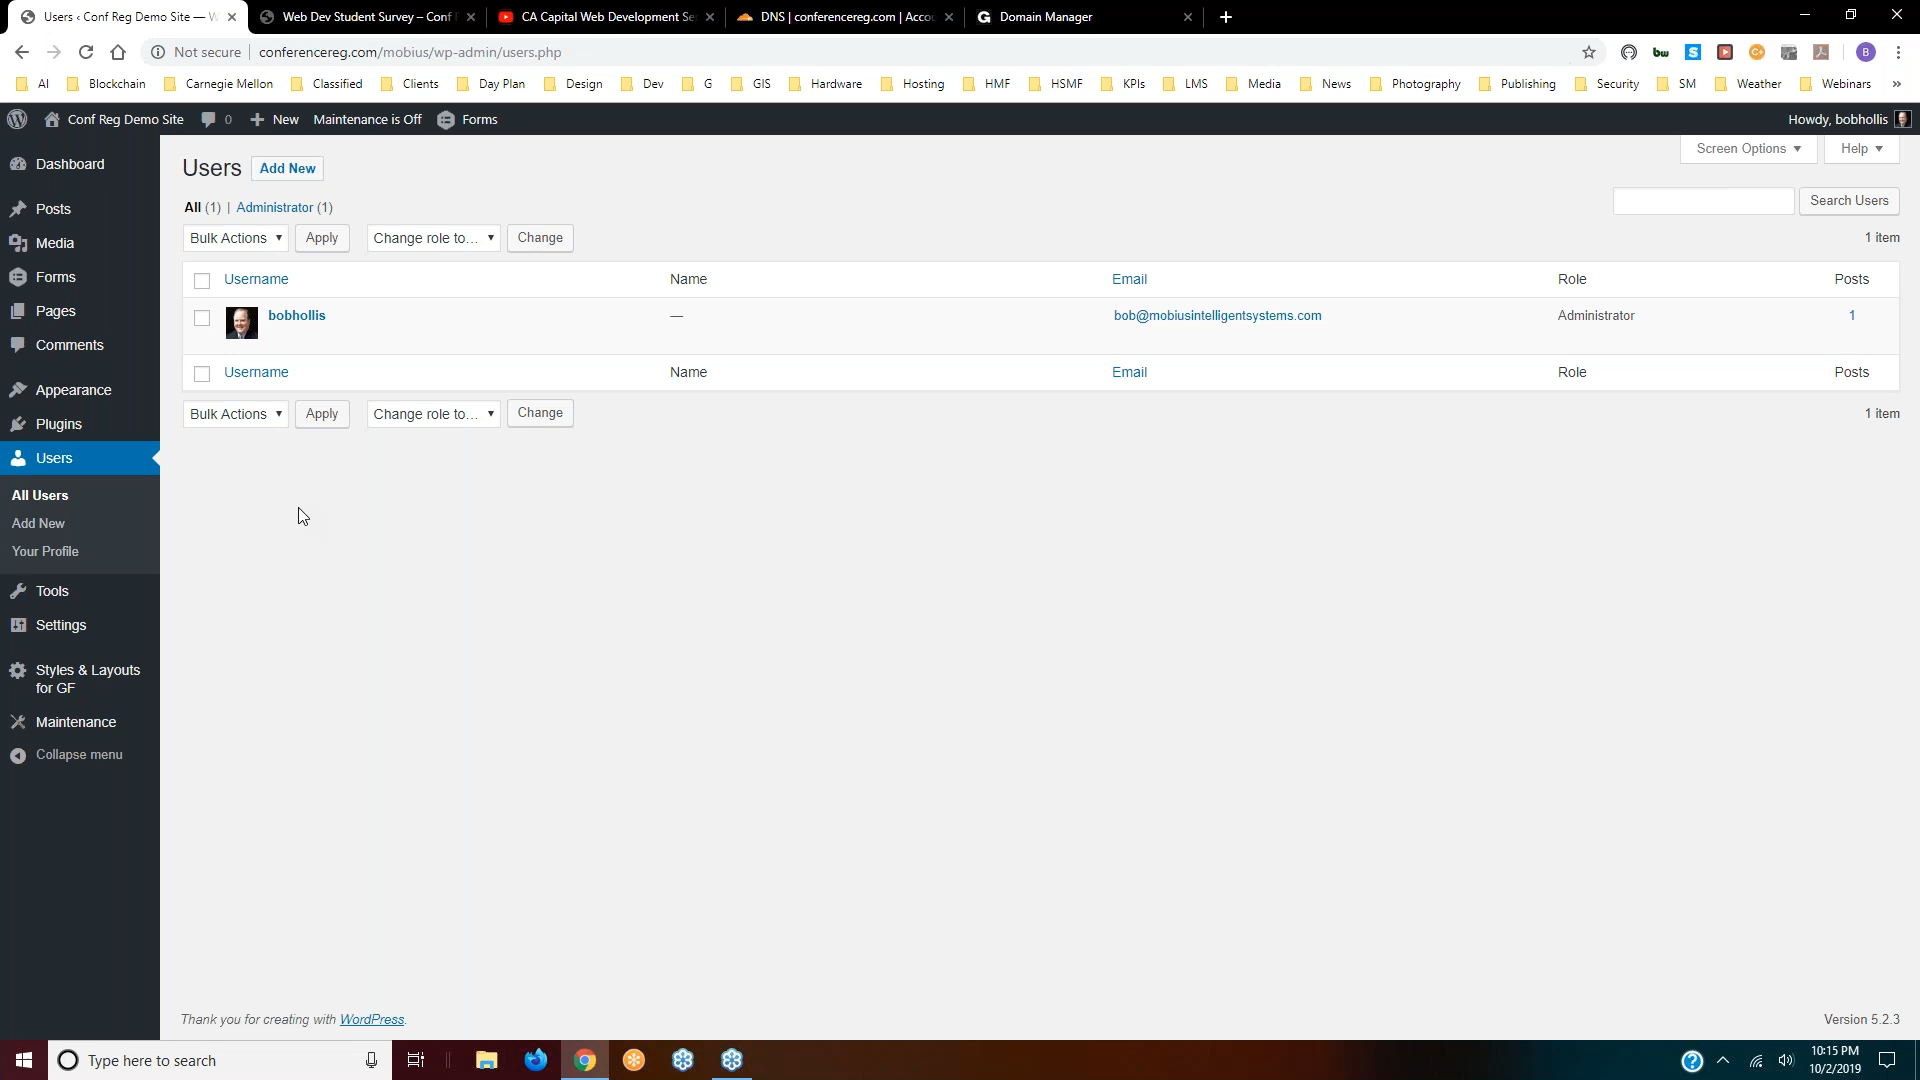 Users ‹ Conf Reg Demo Site — W
Web Dev Student Survey – Conf
CA Capital Web Development Se
DNS | conferencereg.com | Accou
G Domain Manager
Not secure | conferencereg.com/mobius/wp-admin/users.php
AI Blockchain Carnegie Mellon Classified Clients Day Plan Design Dev G GIS Hardware Hosting HMF HSMF KPIs LMS Media News Photography Publishing Security SM Weather Webinars »
Conf Reg Demo Site 0 + New Maintenance is Off Forms Howdy, bobhollis
Dashboard
Posts
Media
Forms
Pages
Comments
Appearance
Plugins
Users
All Users
Add New
Your Profile
Tools
Settings
Styles & Layouts
for GF
Maintenance
Collapse menu
Screen Options ▼ Help ▼
Users Add New
All (1) | Administrator (1)
Search Users
Bulk Actions Apply Change role to... Change 1 item
Username Name Email Role Posts
bobhollis — bob@mobiusintelligentsystems.com Administrator 1
Username Name Email Role Posts
Bulk Actions Apply Change role to... Change 1 item
Thank you for creating with WordPress.
Version 5.2.3
Type here to search
10:15 PM
10/2/2019